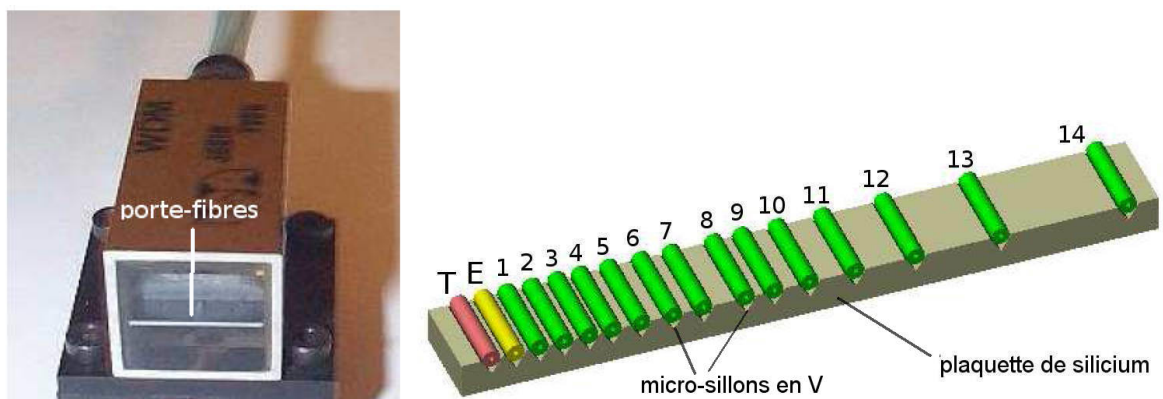 WDM
porte-fibres
T E 1 2 3 4 5 6 7 8 9 10 11 12 13 14
micro-sillons en V
plaquette de silicium